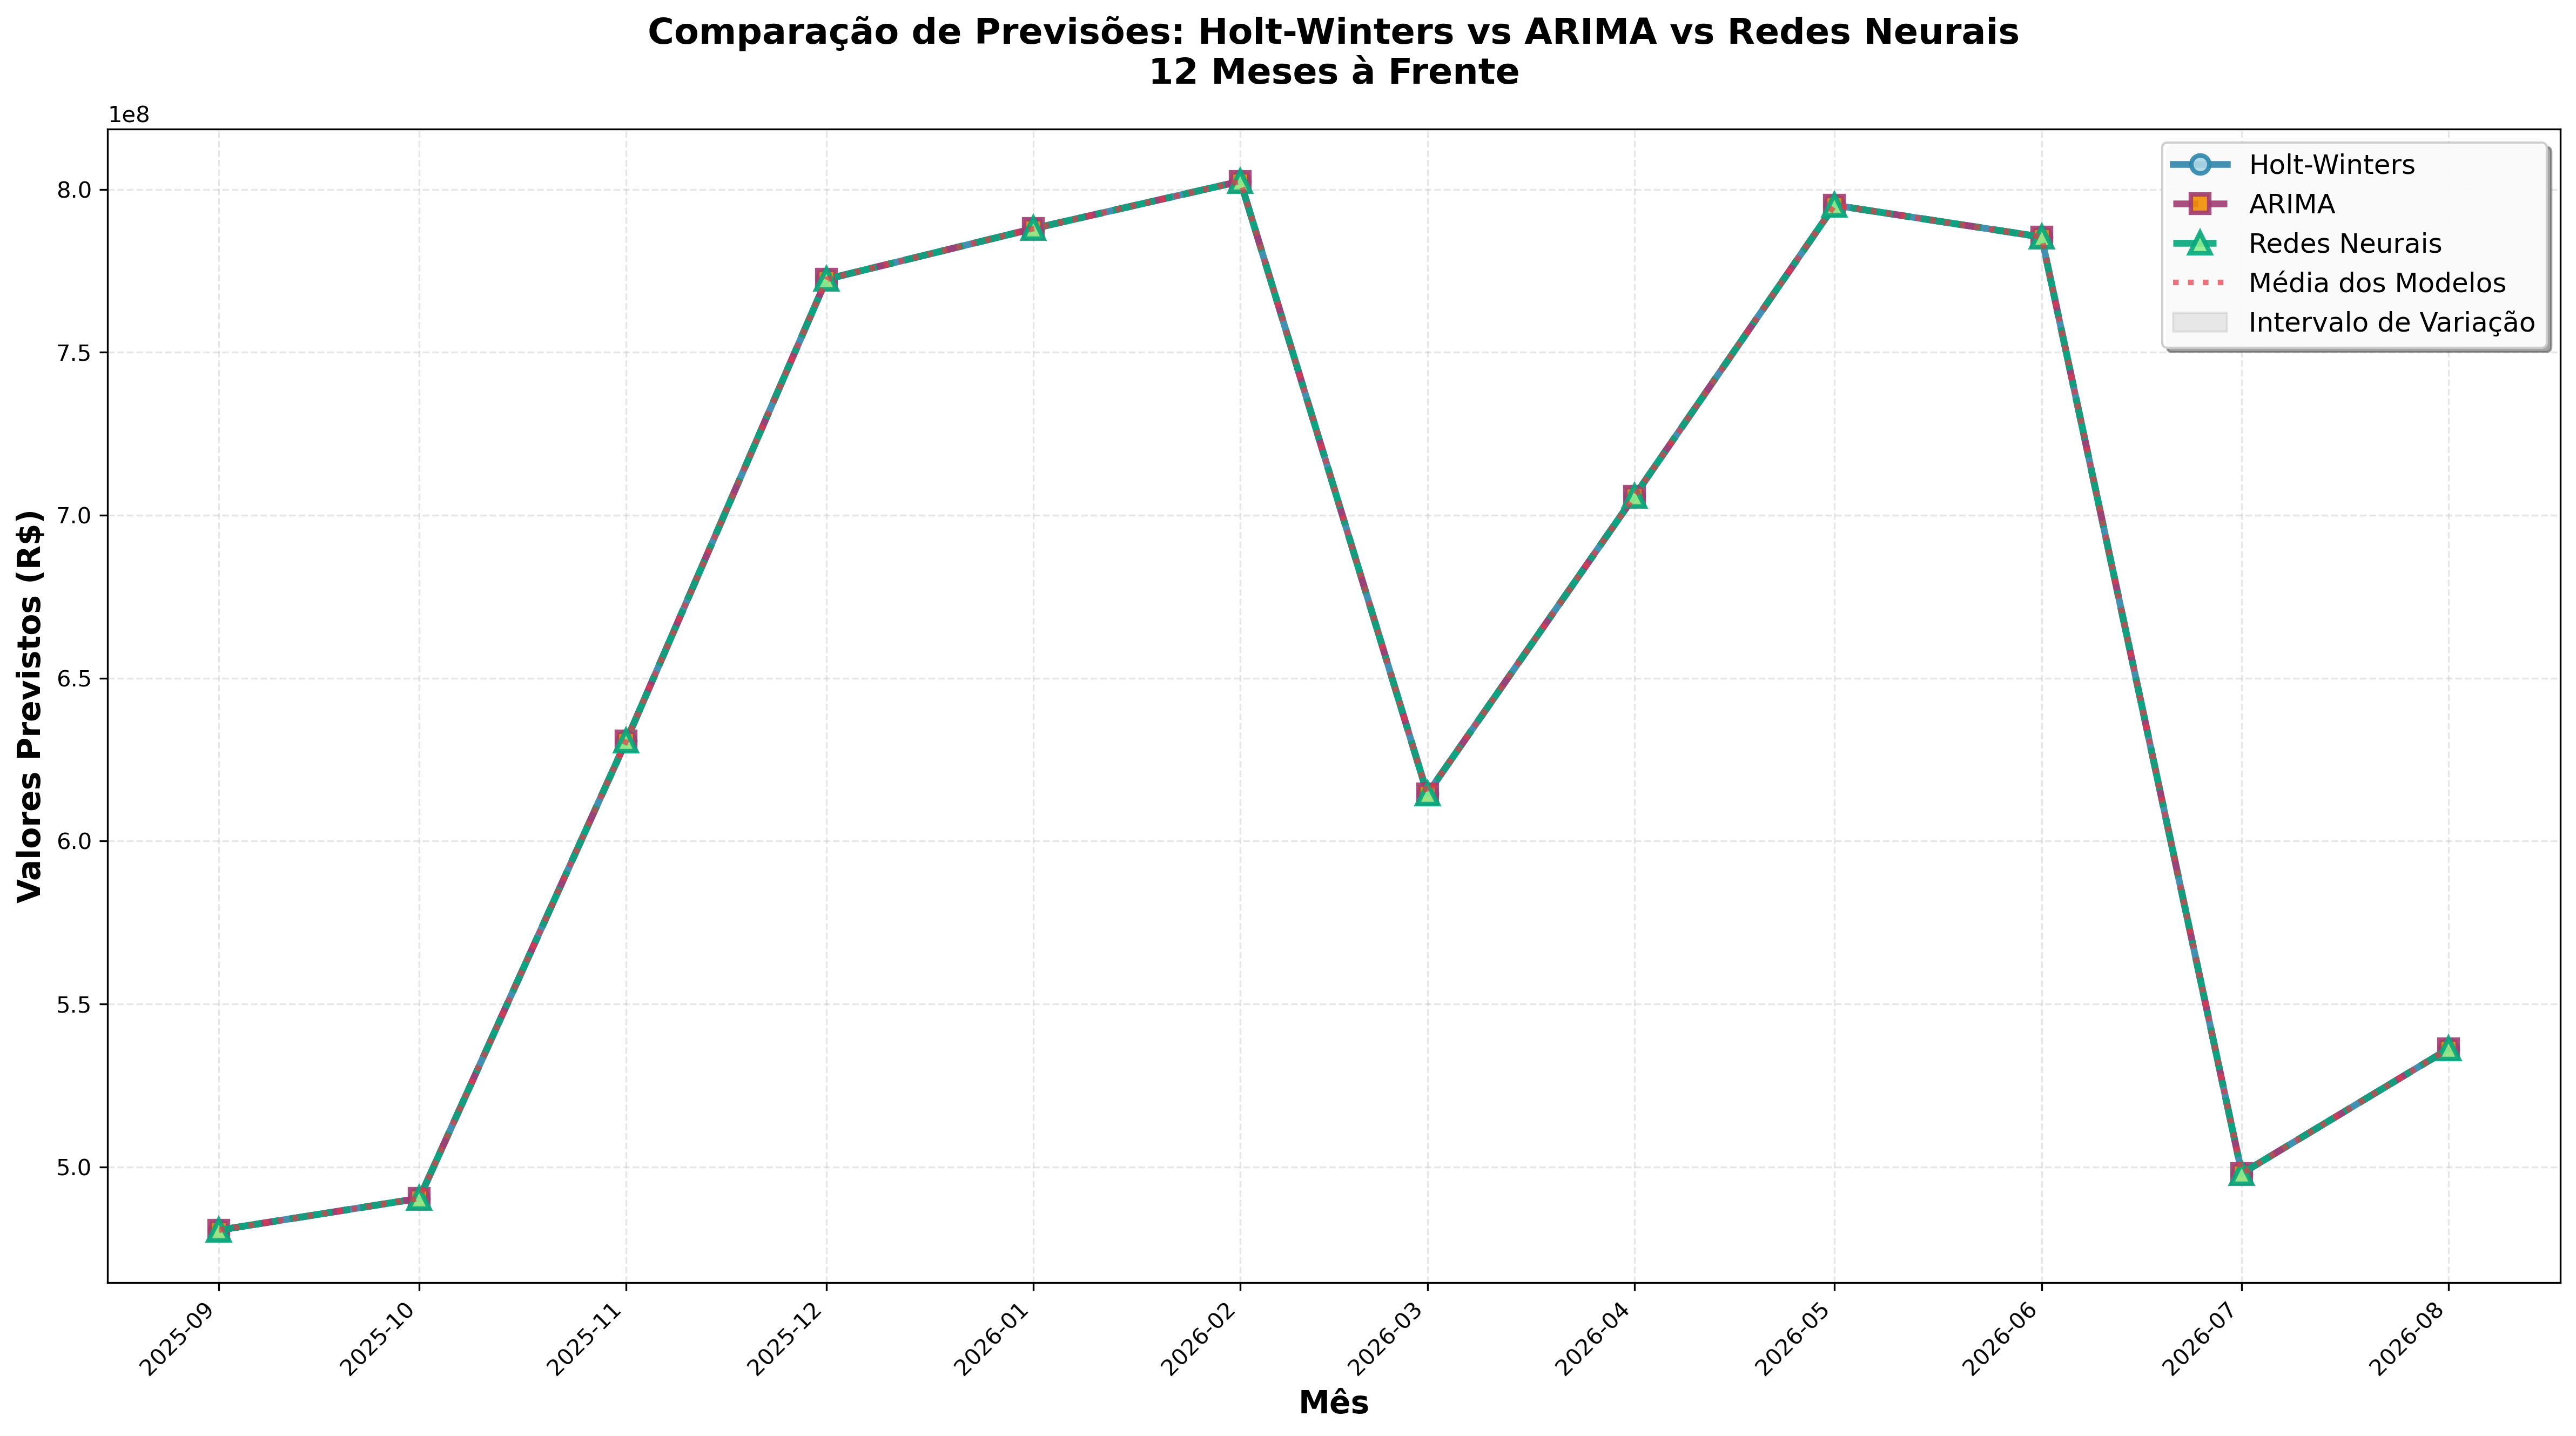 Comparação de Previsões: Holt-Winters vs ARIMA vs Redes Neurais
12 Meses à Frente
1e8
Holt-Winters
ARIMA
Redes Neurais
Média dos Modelos
Intervalo de Variação
8.0
7.5
7.0
6.5
6.0
5.5
5.0
Valores Previstos (R$)
2025-09
2025-10
2025-11
2025-12
2026-01
2026-02
2026-03
2026-04
2026-05
2026-06
2026-07
2026-08
Mês